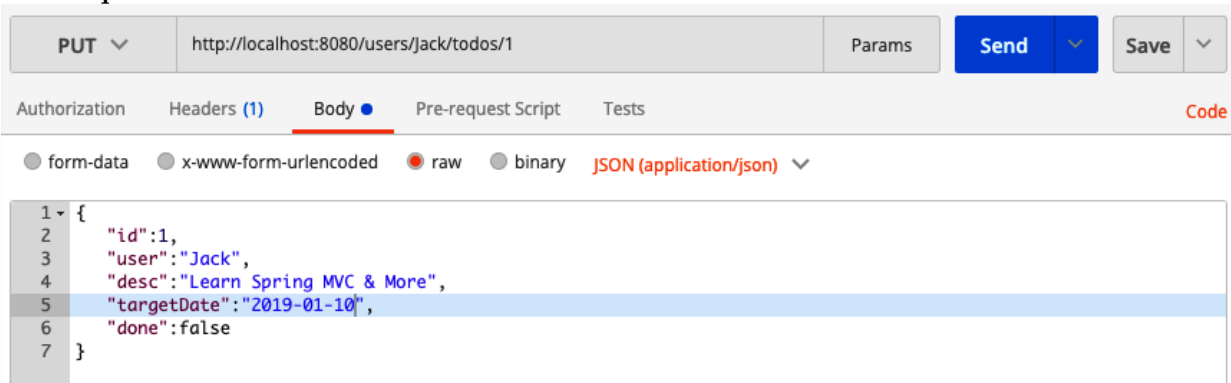 PUT http://localhost:8080/users/Jack/todos/1 Params Send Save
Authorization Headers (1) Body Pre-request Script Tests Code
form-data x-www-form-urlencoded raw binary JSON (application/json)
1 {
2 "id":1,
3 "user":"Jack",
4 "desc":"Learn Spring MVC & More",
5 "targetDate":"2019-01-10",
6 "done":false
7 }